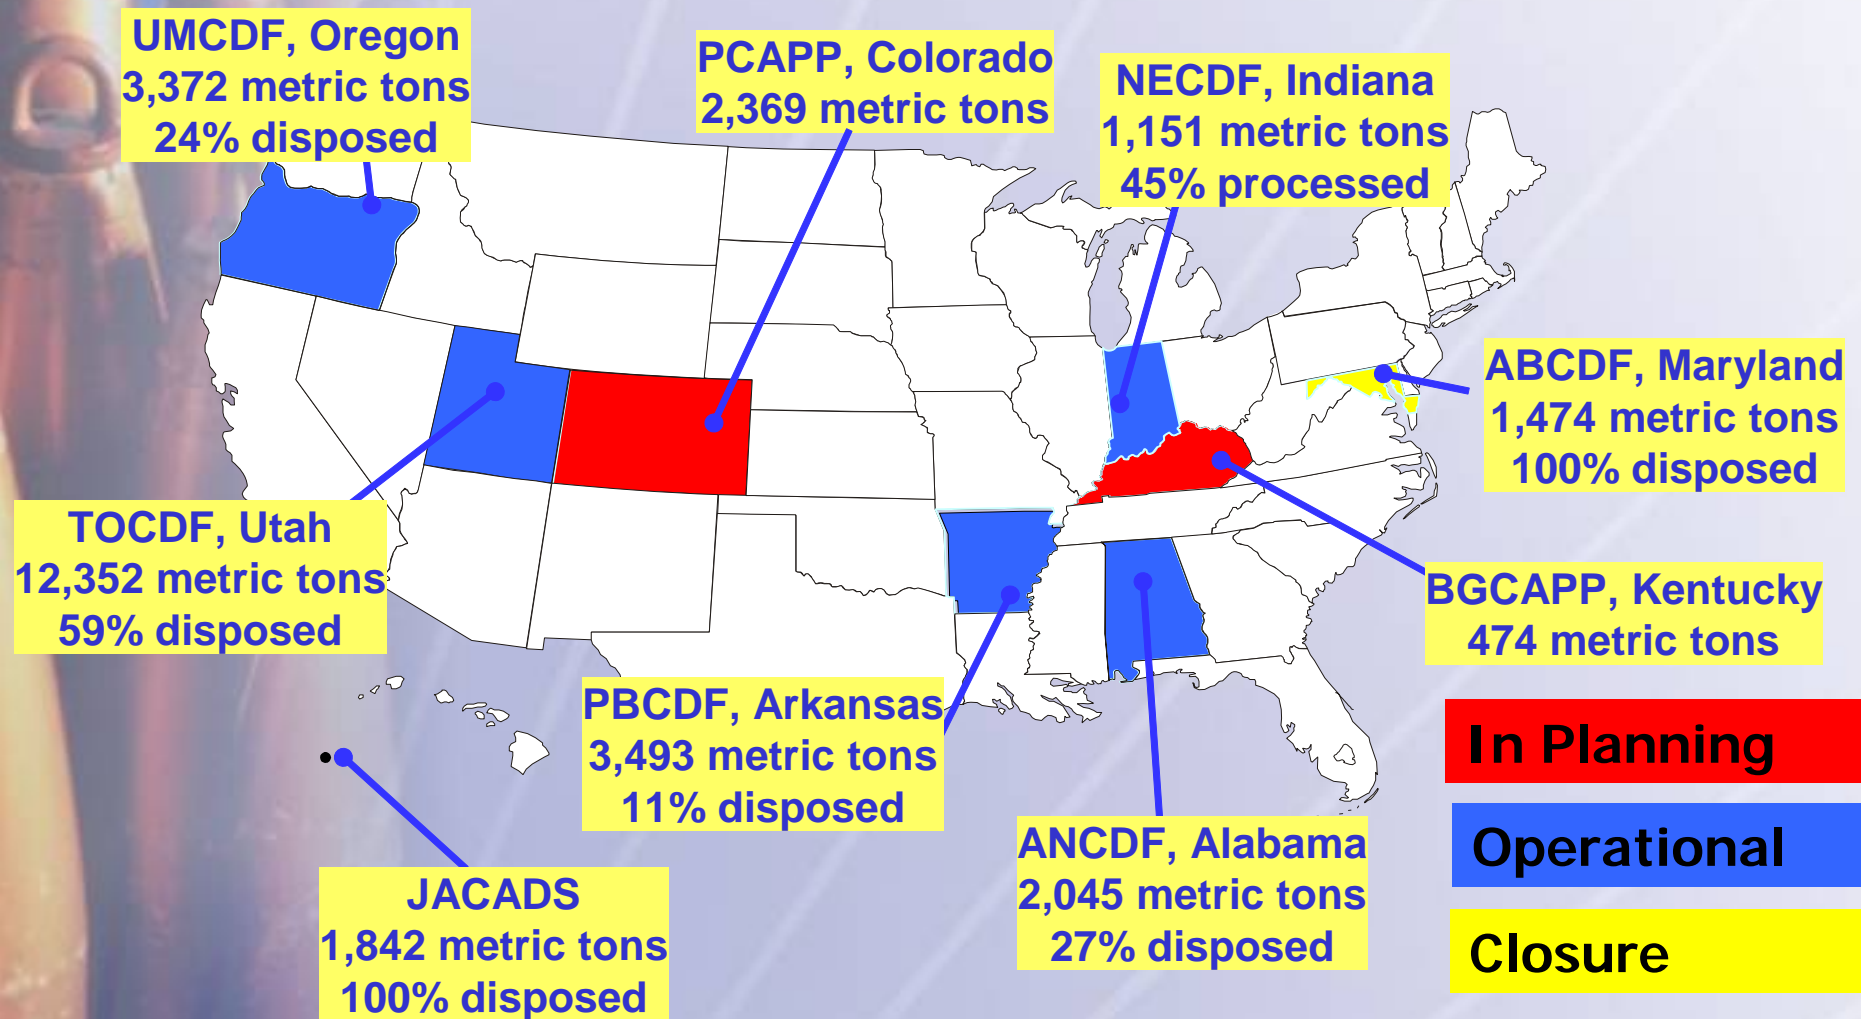 UMCDF, Oregon
3,372 metric tons
24% disposed
PCAPP, Colorado
2,369 metric tons
NECDF, Indiana
1,151 metric tons
45% processed
ABCDF, Maryland
1,474 metric tons
100% disposed
TOCDF, Utah
12,352 metric tons
59% disposed
BGCAPP, Kentucky
474 metric tons
PBCDF, Arkansas
3,493 metric tons
11% disposed
ANCDF, Alabama
2,045 metric tons
27% disposed
JACADS
1,842 metric tons
100% disposed
In Planning
Operational
Closure